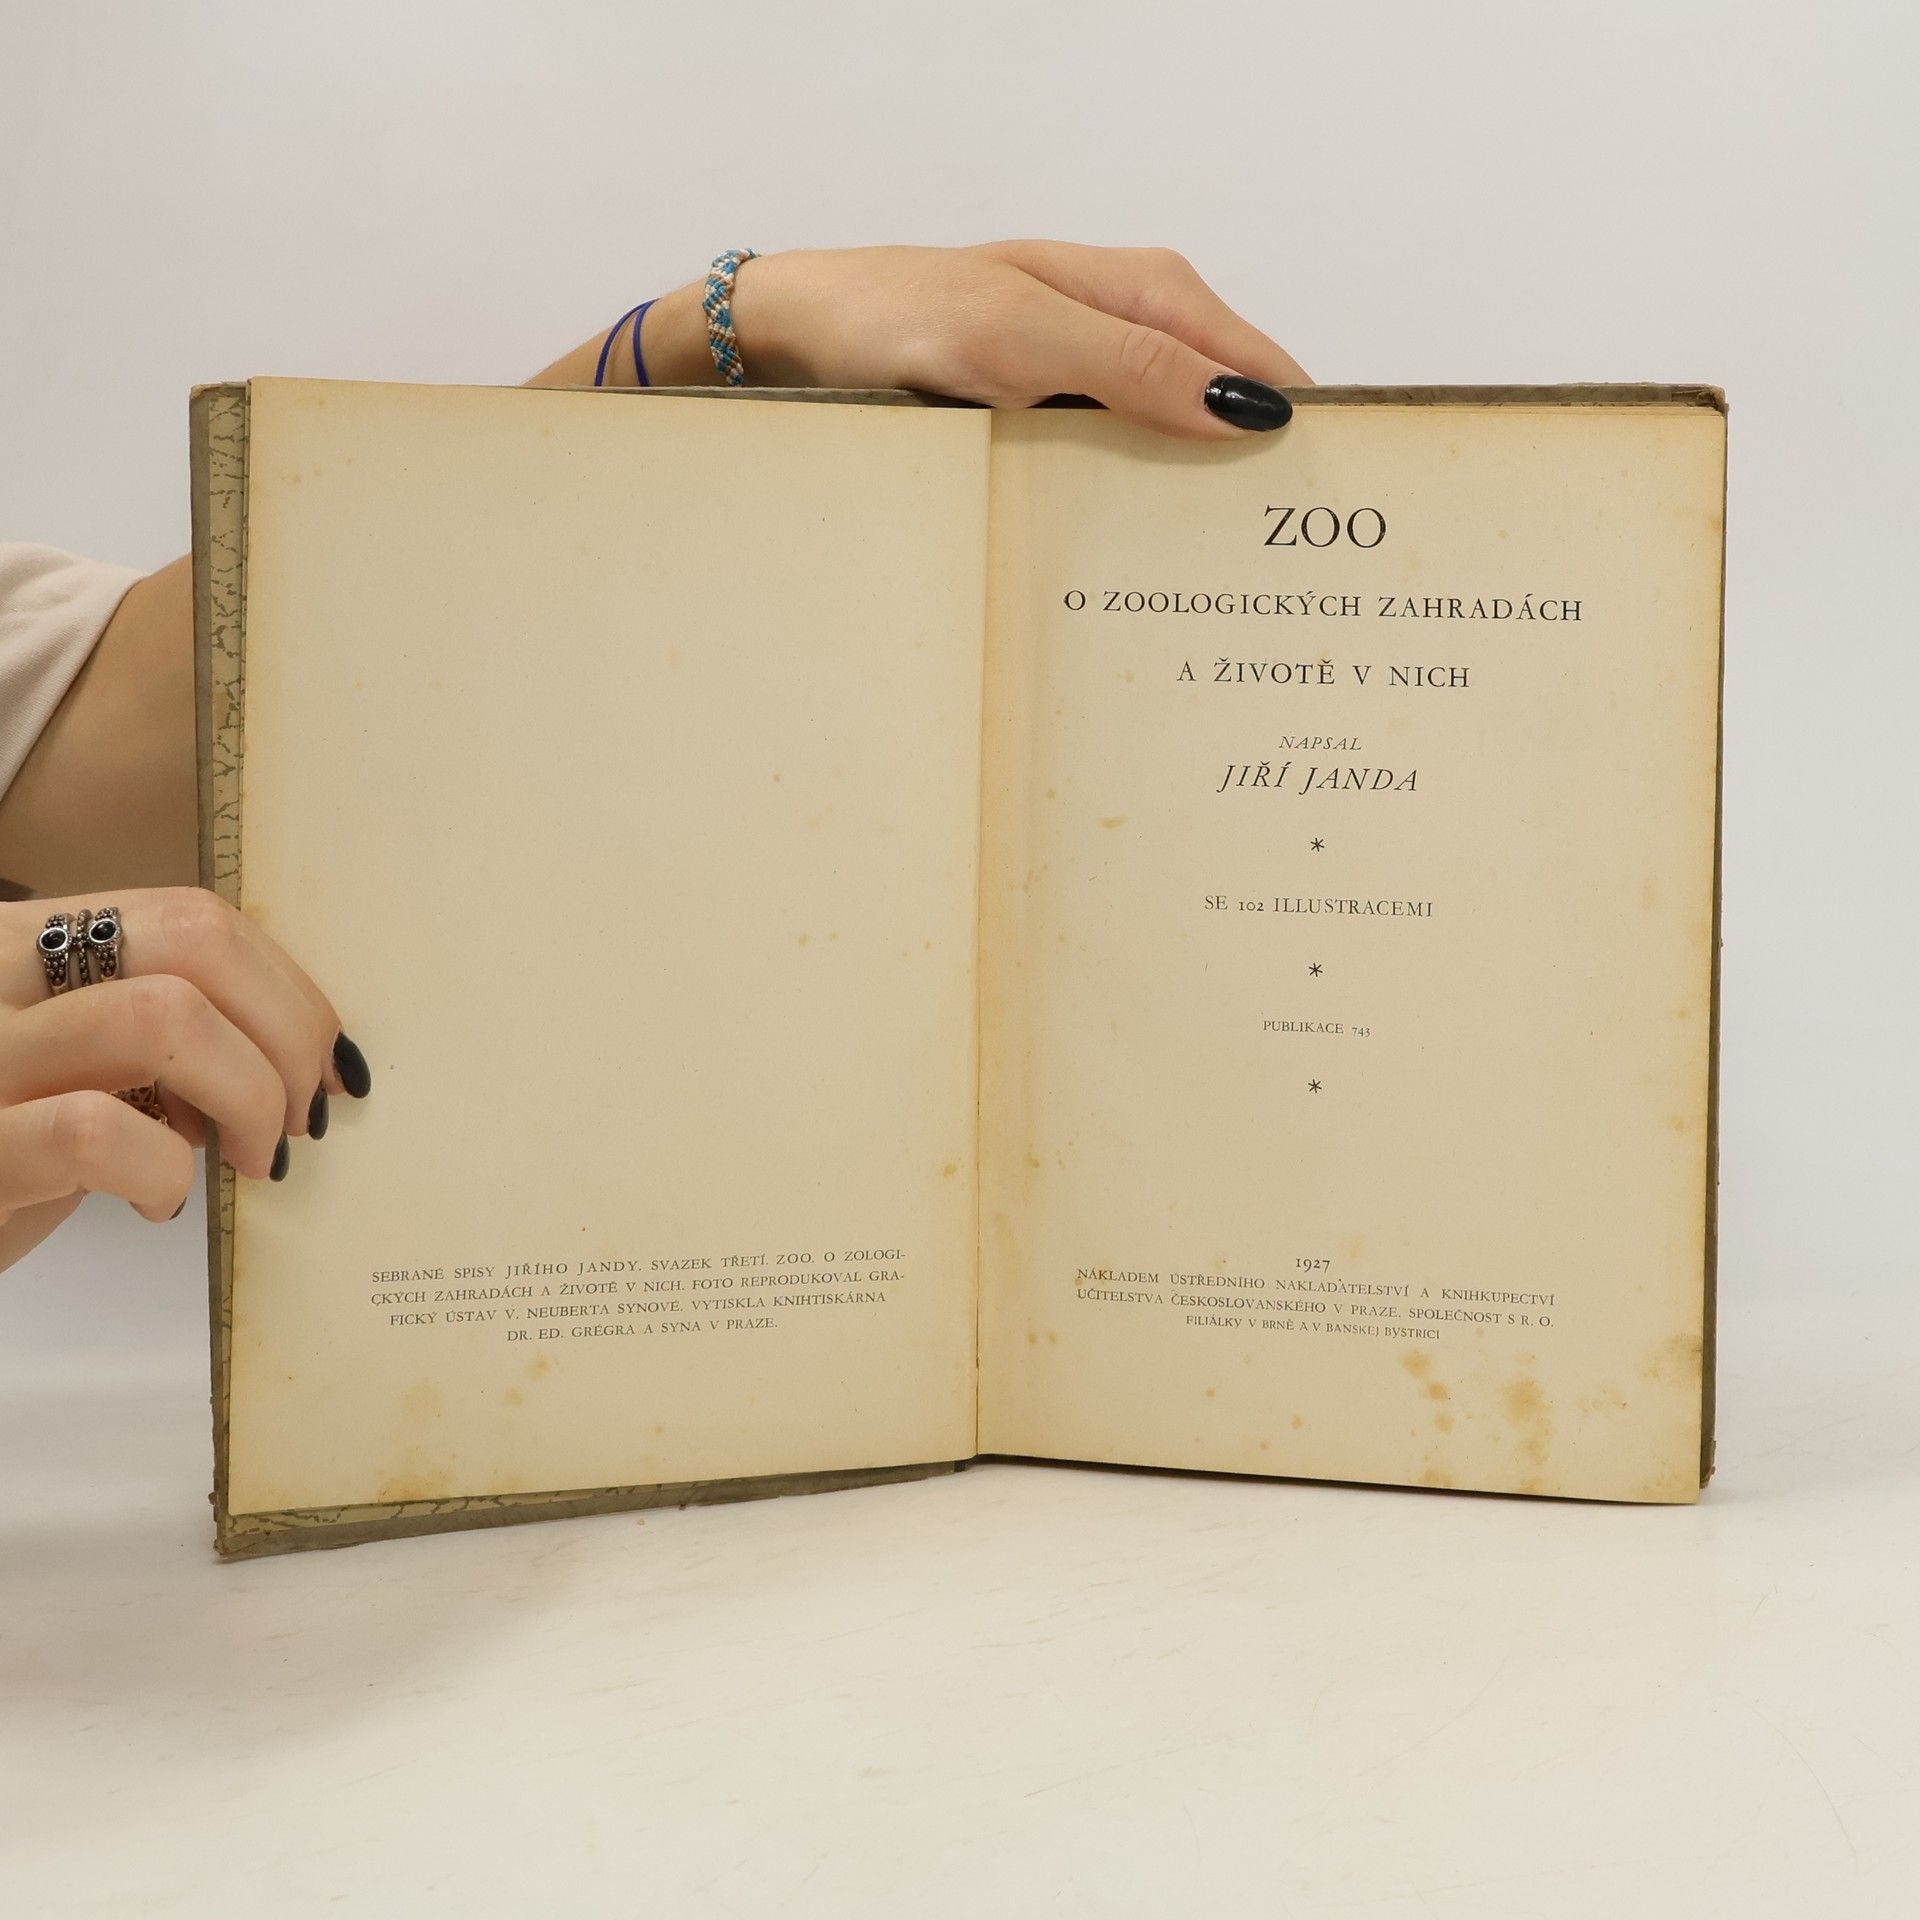 SEBRANÉ SPISY JIŘÍHO JANDY. SVAZEK TŘETÍ. ZOO. O ZOLOGI-
CKÝCH ZAHRADÁCH A ŽIVOTĚ V NICH. FOTO REPRODUKOVAL GRA-
FICKÝ ÚSTAV V. NEUBERTA SYNOVÉ. VYTISKLA KNIHTISKÁRNA
DR. ED. GRÉGRA A SYNA V PRAZE.
ZOO
O ZOOLOGICKÝCH ZAHRADÁCH
A ŽIVOTĚ V NICH
NAPSAL
JIŘÍ JANDA
*
SE 102 ILLUSTRACEMI
*
PUBLIKACE 743
*
1927
NÁKLADEM ÚSTŘEDNÍHO NAKLADATELSTVÍ A KNIHKUPECTVÍ
UČITELSTVA ČESKOSLOVANSKÉHO V PRAZE. SPOLEČNOST S R. O.
FILIÁLKY V BRNĚ A V BANSKEJ BYSTRICI